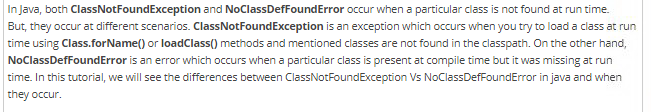 In Java, both ClassNotFoundException and NoClassDefFoundError occur when a particular class is not found at run time.
But, they occur at different scenarios. ClassNotFoundException is an exception which occurs when you try to load a class at run
time using Class.forName() or loadClass() methods and mentioned classes are not found in the classpath. On the other hand,
NoClassDefFoundError is an error which occurs when a particular class is present at compile time but it was missing at run
time. In this tutorial, we will see the differences between ClassNotFoundException Vs NoClassDefFoundError in java and when
they occur.